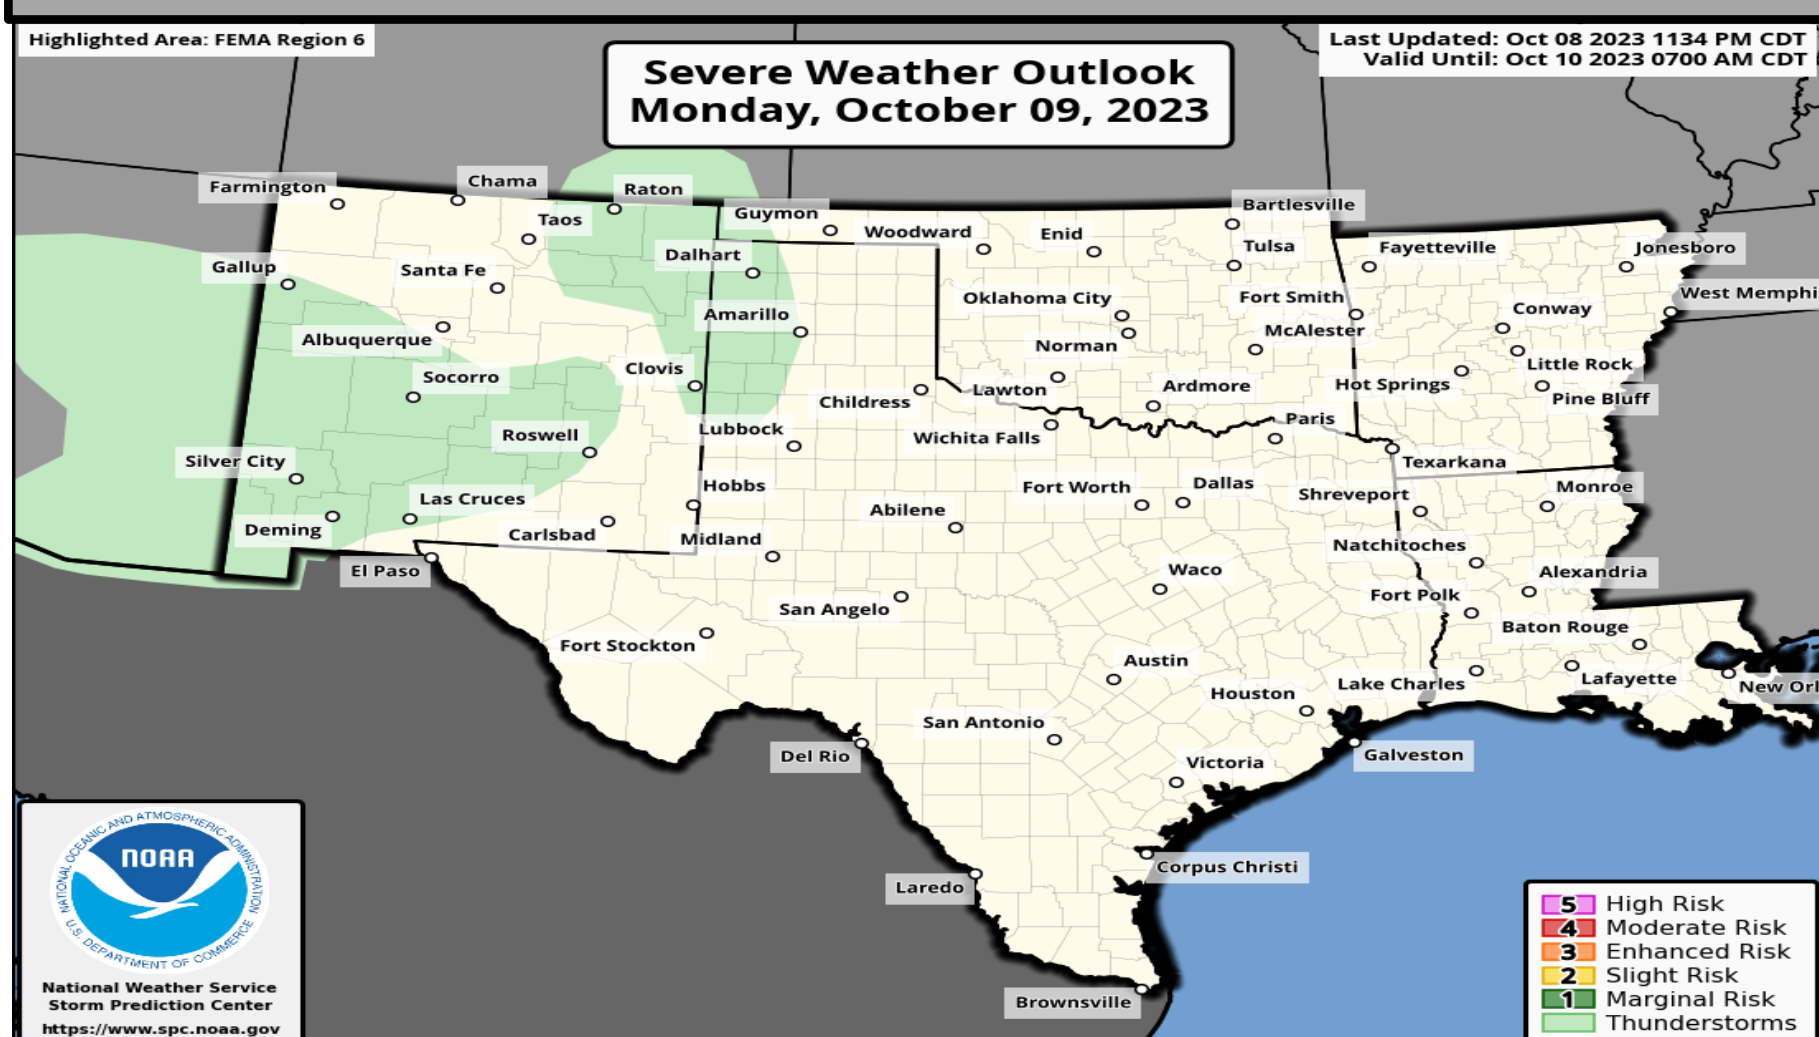 Highlighted Area: FEMA Region 6
Last Updated: Oct 08 2023 1134 PM CDT
Valid Until: Oct 10 2023 0700 AM CDT
Severe Weather Outlook
Monday, October 09, 2023
Farmington
Chama
Raton
Taos
Guymon
Woodward
Enid
Bartlesville
Tulsa
Fayetteville
Jonesboro
Gallup
Santa Fe
Dalhart
Oklahoma City
Fort Smith
West Memphi
Albuquerque
Amarillo
Norman
McAlester
Conway
Little Rock
Socorro
Clovis
Childress
Lawton
Ardmore
Hot Springs
Pine Bluff
Roswell
Lubbock
Wichita Falls
Paris
Texarkana
Silver City
Las Cruces
Hobbs
Fort Worth
Dallas
Shreveport
Monroe
Deming
Carlsbad
Midland
Abilene
Natchitoches
El Paso
San Angelo
Waco
Fort Polk
Alexandria
Fort Stockton
Austin
Baton Rouge
Houston
Lake Charles
Lafayette
New Orl
San Antonio
Del Rio
Victoria
Galveston
Laredo
Corpus Christi
Brownsville
NATIONAL OCEANIC AND ATMOSPHERIC ADMINISTRATION
NOAA
U.S. DEPARTMENT OF COMMERCE
National Weather Service
Storm Prediction Center
https://www.spc.noaa.gov
5 High Risk
4 Moderate Risk
3 Enhanced Risk
2 Slight Risk
1 Marginal Risk
Thunderstorms